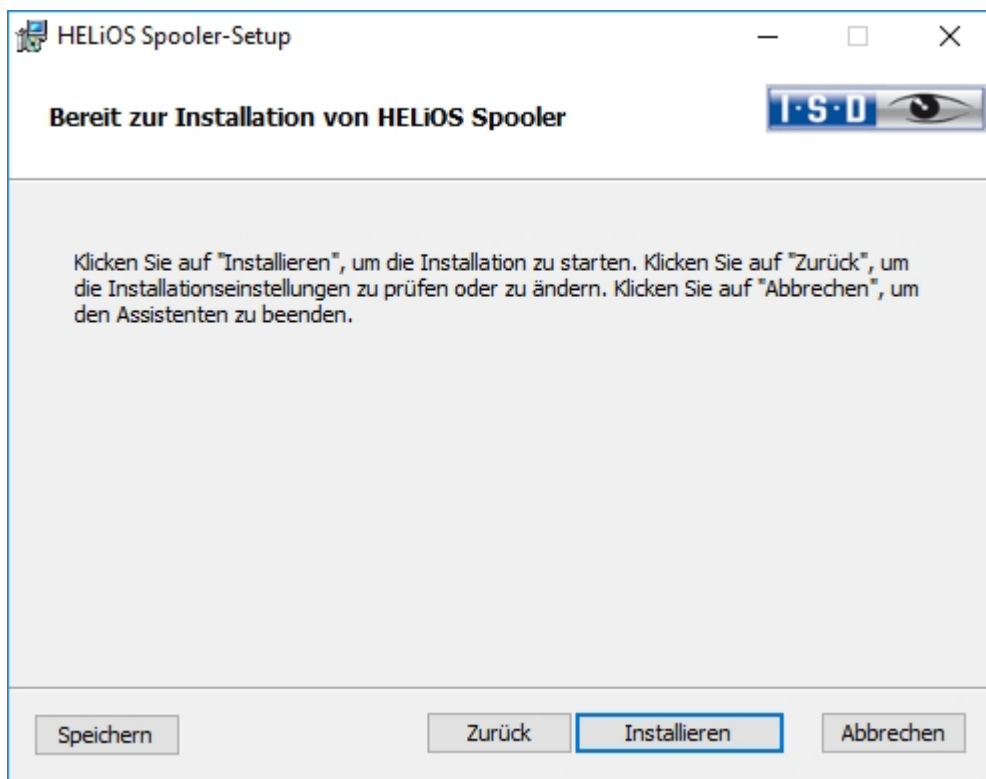 HELiOS Spooler-Setup
Bereit zur Installation von HELiOS Spooler
I·S·D
Klicken Sie auf "Installieren", um die Installation zu starten. Klicken Sie auf "Zurück", um
die Installationseinstellungen zu prüfen oder zu ändern. Klicken Sie auf "Abbrechen", um
den Assistenten zu beenden.
Speichern
Zurück
Installieren
Abbrechen